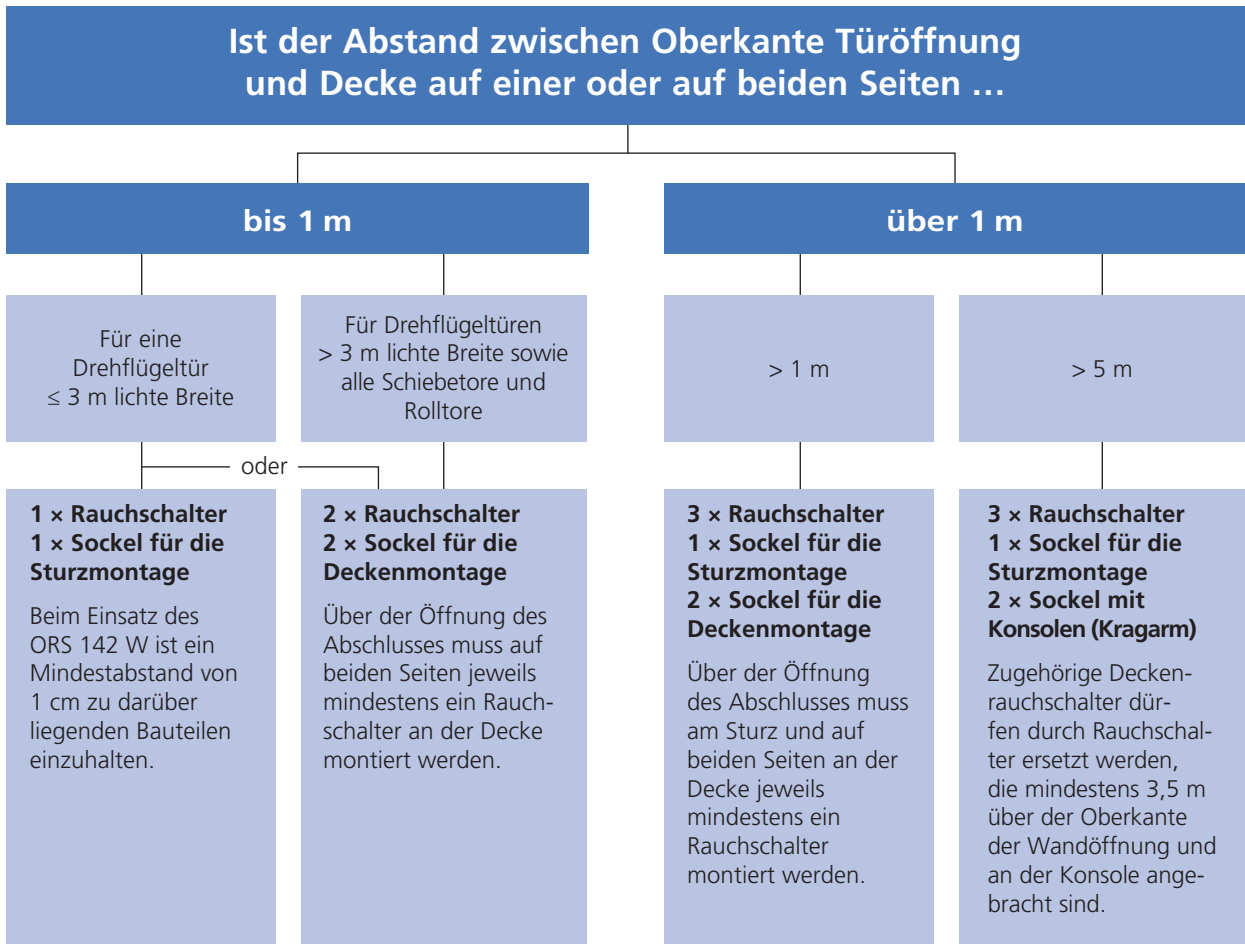 Ist der Abstand zwischen Oberkante Türöffnung
und Decke auf einer oder auf beiden Seiten …
bis 1 m
über 1 m
Für eine
Drehflügeltür
≤ 3 m lichte Breite
Für Drehflügeltüren
> 3 m lichte Breite sowie
alle Schiebetore und
Rolltore
> 1 m
> 5 m
oder
1 × Rauchschalter
1 × Sockel für die
Sturzmontage
Beim Einsatz des
ORS 142 W ist ein
Mindestabstand von
1 cm zu darüber
liegenden Bauteilen
einzuhalten.
2 × Rauchschalter
2 × Sockel für die
Deckenmontage
Über der Öffnung des
Abschlusses muss auf
beiden Seiten jeweils
mindestens ein Rauch-
schalter an der Decke
montiert werden.
3 × Rauchschalter
1 × Sockel für die
Sturzmontage
2 × Sockel für die
Deckenmontage
Über der Öffnung
des Abschlusses muss
am Sturz und auf
beiden Seiten an der
Decke jeweils
mindestens ein
Rauchschalter
montiert werden.
3 × Rauchschalter
1 × Sockel für die
Sturzmontage
2 × Sockel mit
Konsolen (Kragarm)
Zugehörige Decken-
rauchschalter dür-
fen durch Rauchschal-
ter ersetzt werden,
die mindestens 3,5 m
über der Oberkante
der Wandöffnung und
an der Konsole ange-
bracht sind.